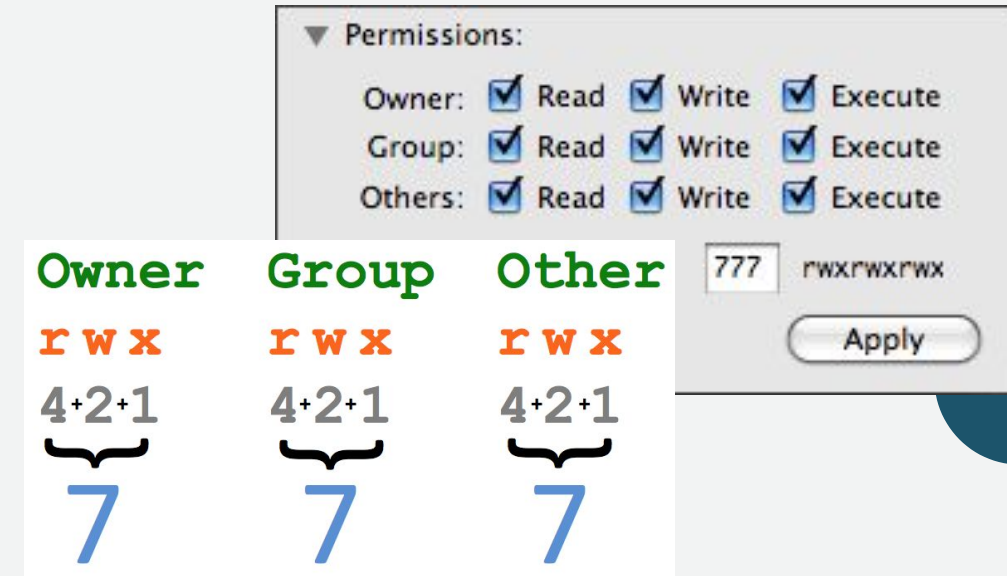 Permissions:
Owner: Read Write Execute
Group: Read Write Execute
Others: Read Write Execute
777 rwxrwxrwx
Apply
Owner Group Other
r w x r w x r w x
4+2+1 4+2+1 4+2+1
7 7 7